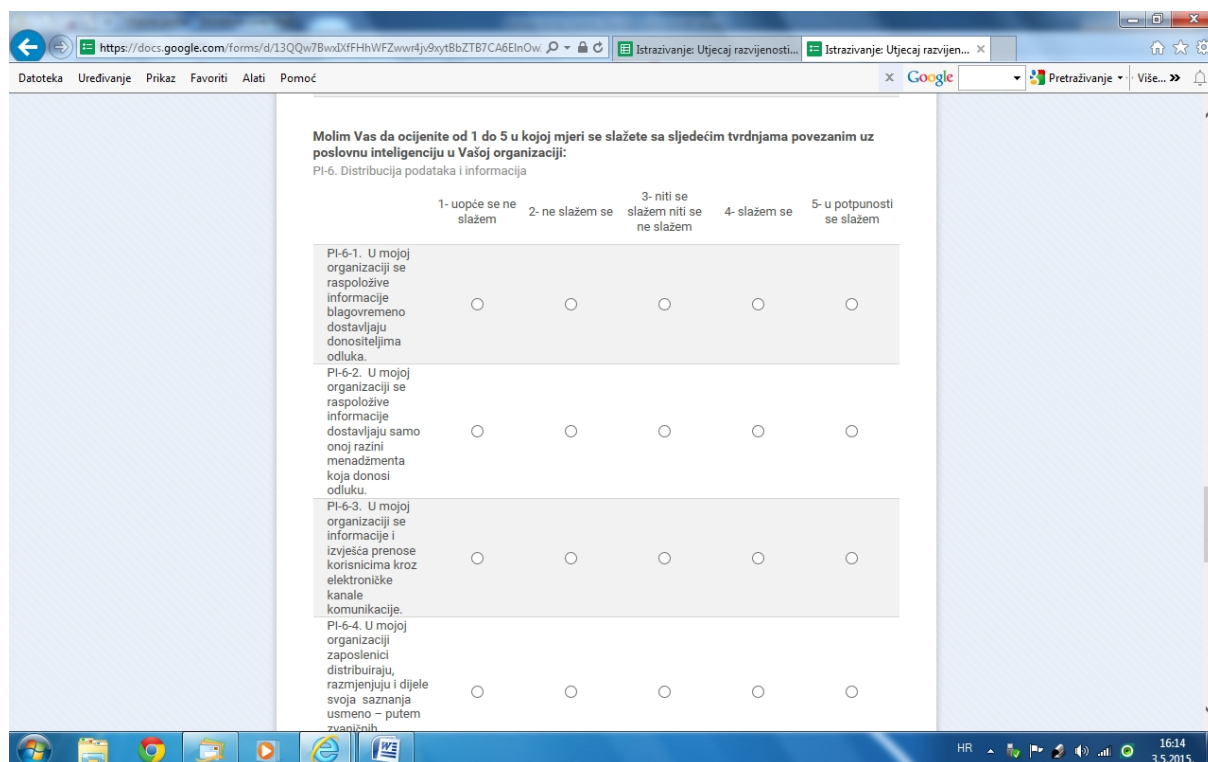 https://docs.google.com/forms/d/13QQw7BwxIXfFHhWFZwwr4jv9xytBbZTB7CA6EInOw
Istrazivanje: Utjecaj razvijenosti...
Istrazivanje: Utjecaj razvijen...
Datoteka Uređivanje Prikaz Favoriti Alati Pomoć
x Google
Pretraživanje
Više... »
Molim Vas da ocijenite od 1 do 5 u kojoj mjeri se slažete sa sljedećim tvrdnjama povezanim uz
poslovnu inteligenciju u Vašoj organizaciji:
PI-6. Distribucija podataka i informacija
1- uopće se ne
slažem
2- ne slažem se
3- niti se
slažem niti se
ne slažem
4- slažem se
5- u potpunosti
se slažem
PI-6-1. U mojoj
organizaciji se
raspoložive
informacije
blagovremeno
dostavljaju
donositeljima
odluka.
PI-6-2. U mojoj
organizaciji se
raspoložive
informacije
dostavljaju samo
onoj razini
menadžmenta
koja donosi
odluku.
PI-6-3. U mojoj
organizaciji se
informacije i
izvješća prenose
korisnicima kroz
elektroničke
kanale
komunikacije.
PI-6-4. U mojoj
organizaciji
zaposlenici
distribuiraju,
razmjenjuju i dijele
svoja saznanja
usmeno – putem
zvaničnih
HR
16:14
3.5.2015.